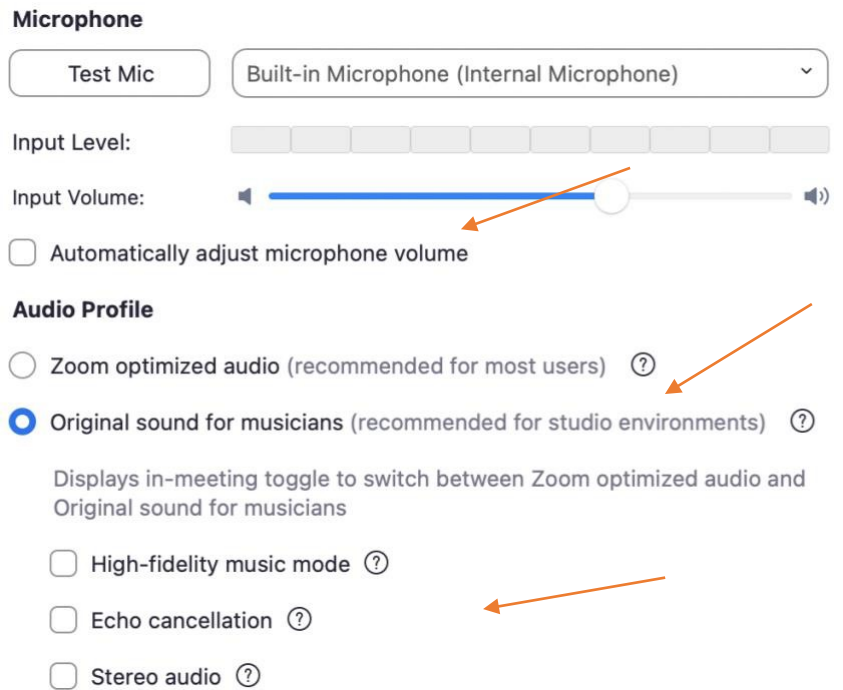 Microphone
Test Mic Built-in Microphone (Internal Microphone)
Input Level:
Input Volume:
Automatically adjust microphone volume
Audio Profile
Zoom optimized audio (recommended for most users) ?
Original sound for musicians (recommended for studio environments) ?
Displays in-meeting toggle to switch between Zoom optimized audio and
Original sound for musicians
High-fidelity music mode ?
Echo cancellation ?
Stereo audio ?